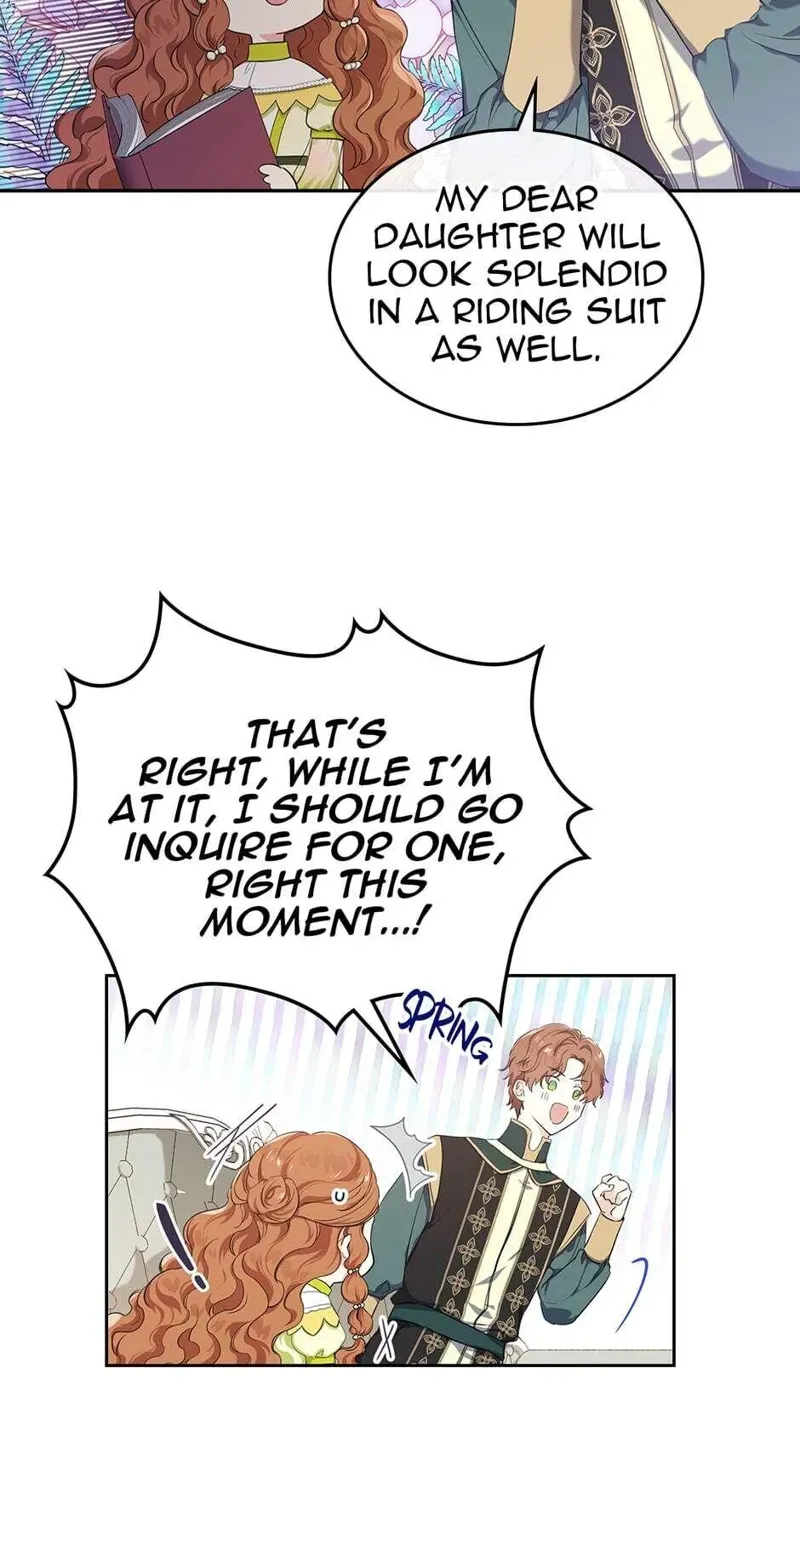 MY DEAR
DAUGHTER WILL
LOOK SPLENDID
IN A RIDING SUIT
AS WELL.
THAT'S
RIGHT, WHILE I'M
AT IT, I SHOULD GO
INQUIRE FOR ONE,
RIGHT THIS
MOMENT...!
SPRING